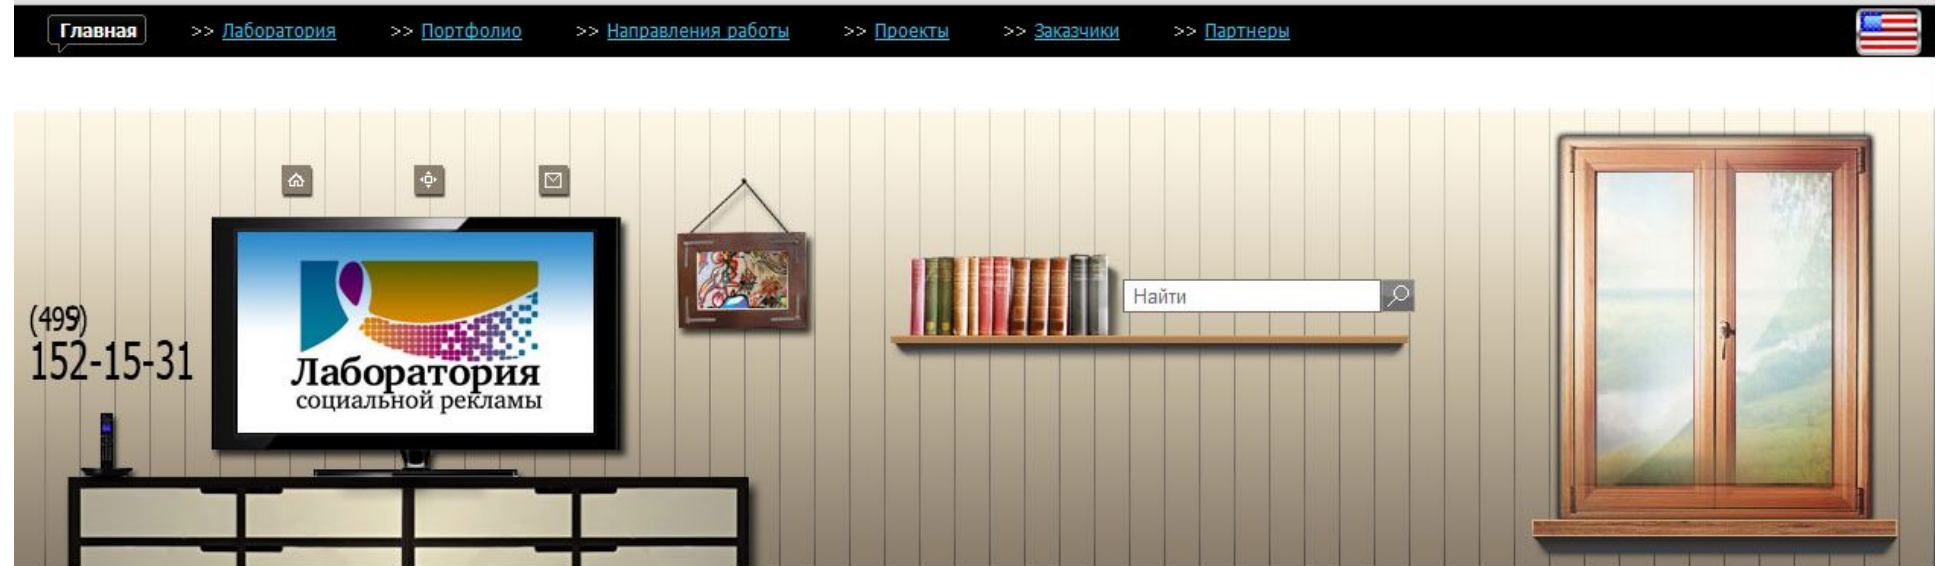 Главная >> Лаборатория >> Портфолио >> Направления работы >> Проекты >> Заказчики >> Партнеры
(499)
152-15-31
Лаборатория
социальной рекламы
Найти